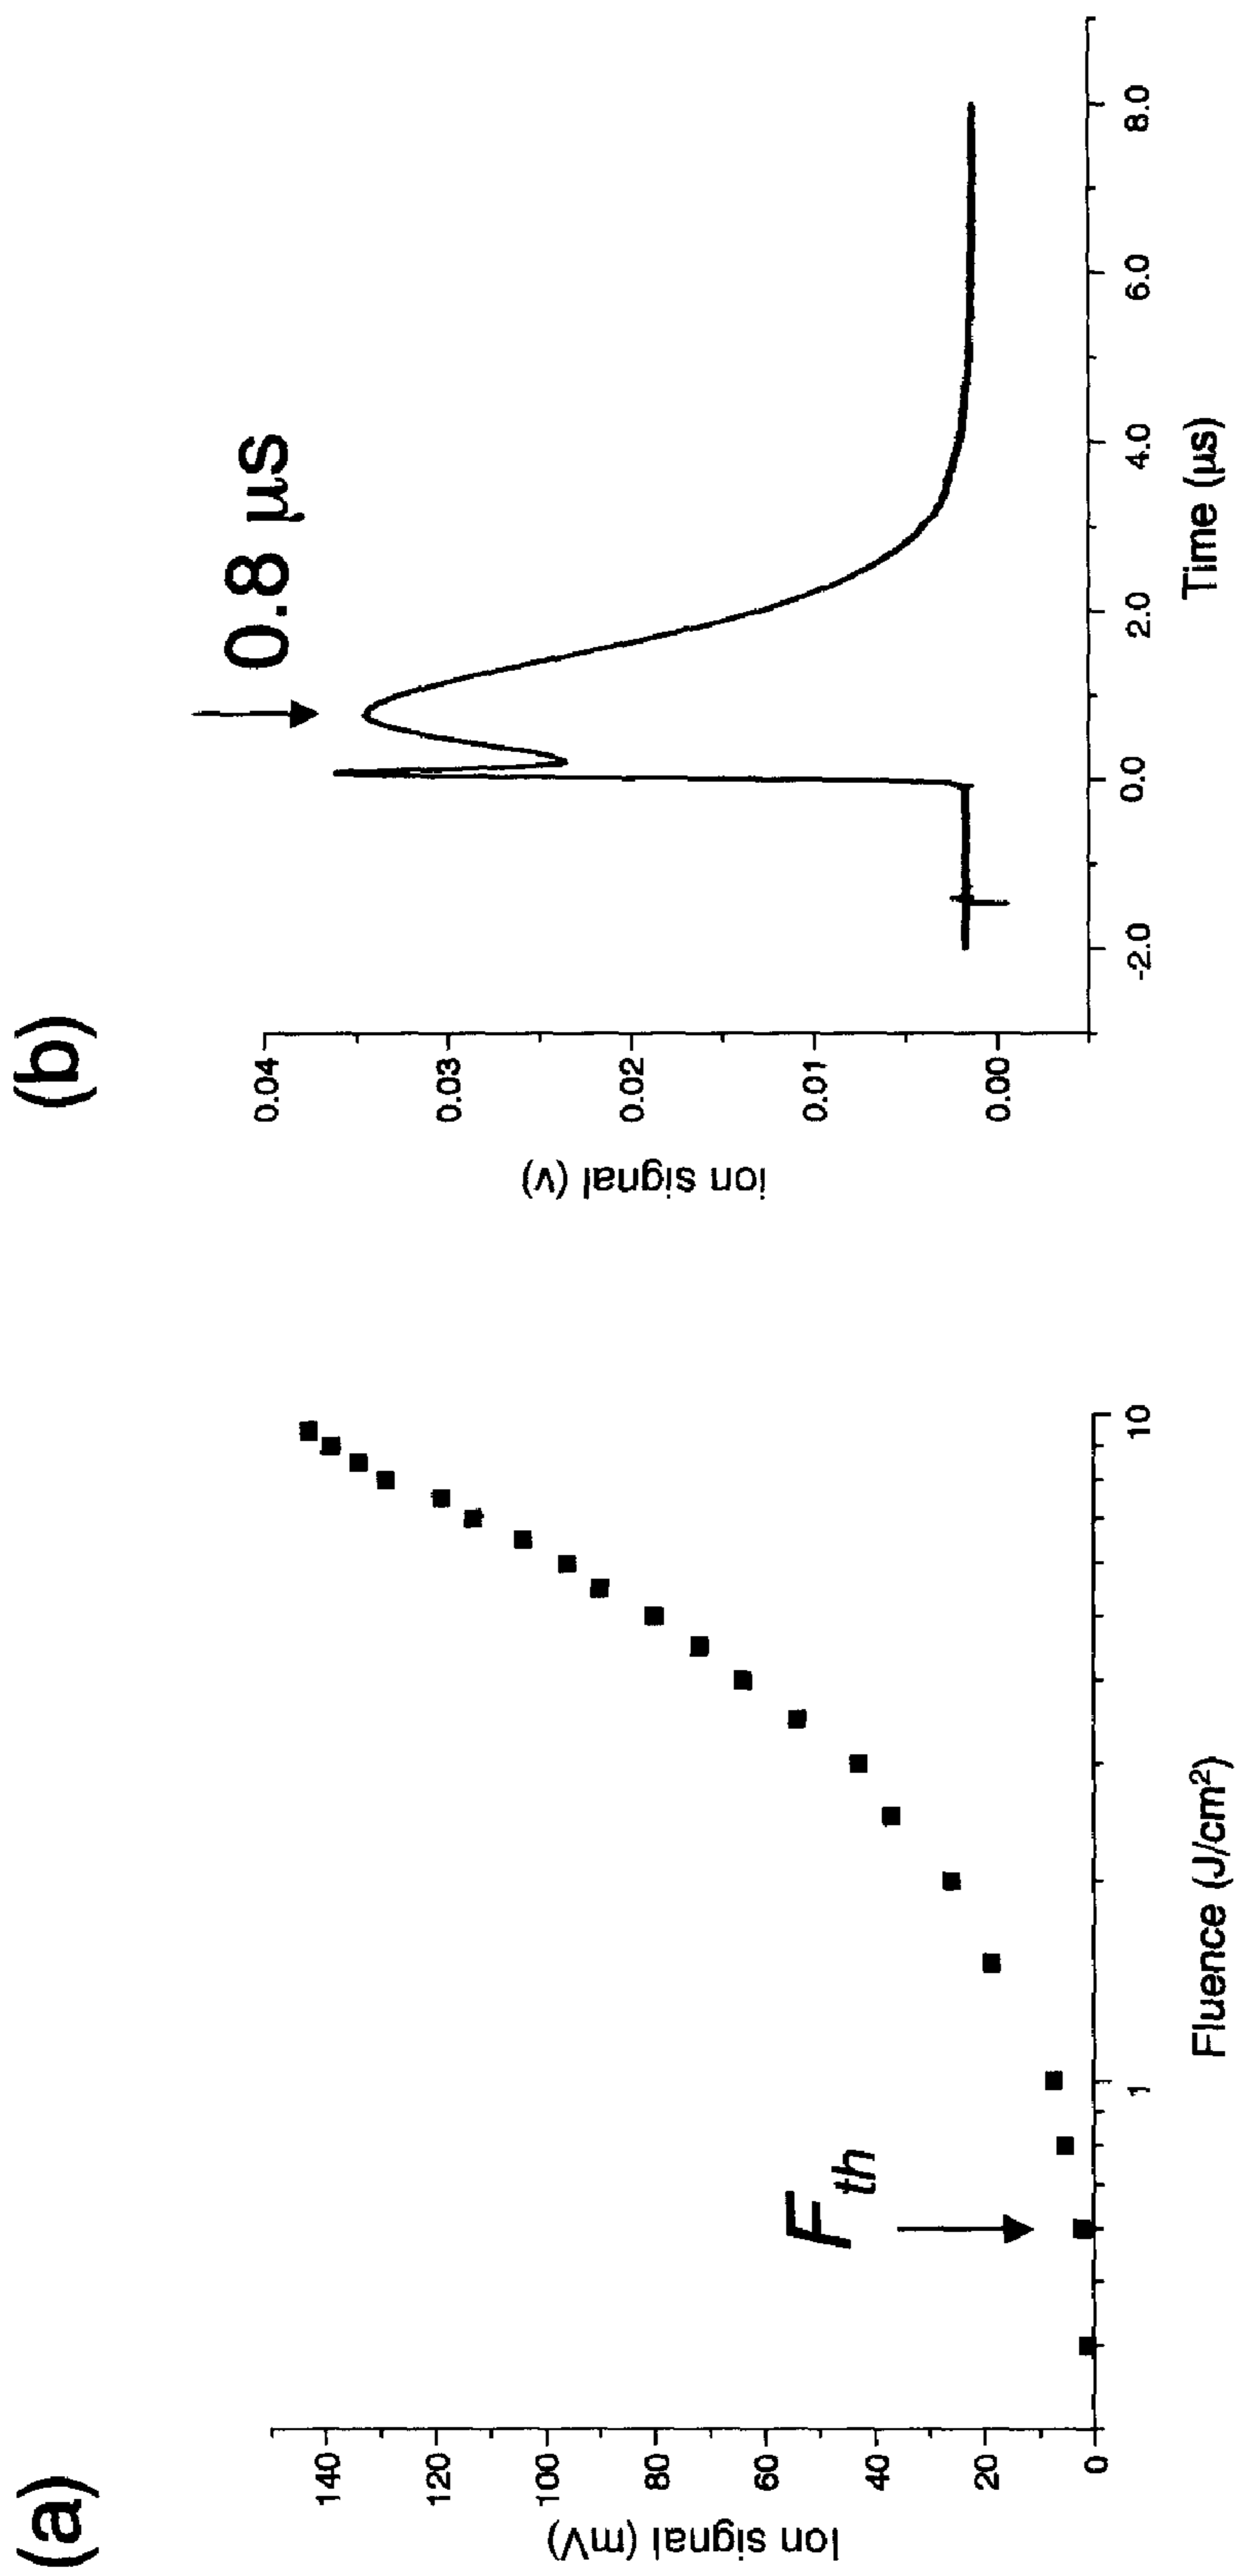 (a)
Ion signal (mV)
140
120
100
80
60
40
20
0
F th
1
10
Fluence (J/cm²)
(b)
ion signal (v)
0.04
0.03
0.02
0.01
0.00
0.8 μs
-2.0
0.0
2.0
4.0
6.0
8.0
Time (μs)